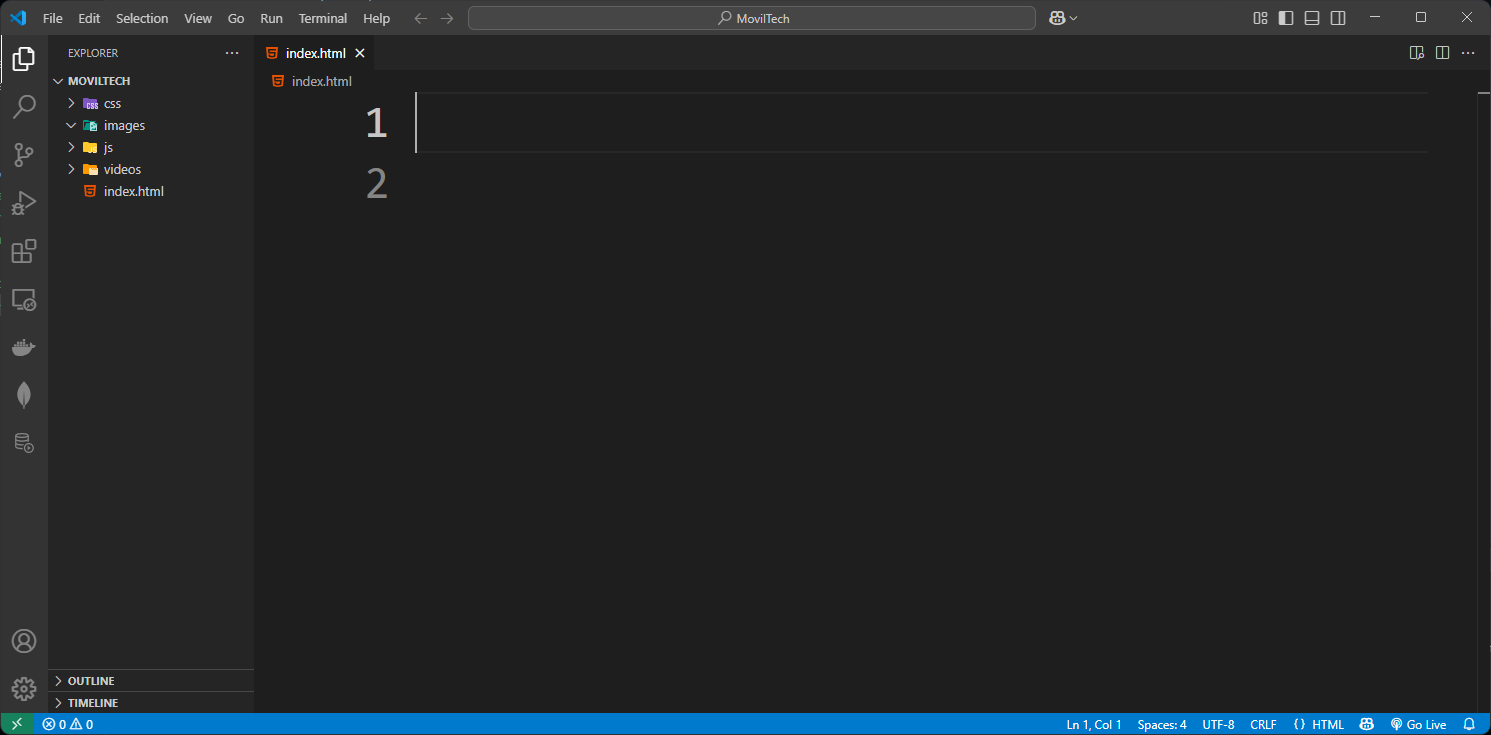 File Edit Selection View Go Run Terminal Help MovilTech
EXPLORER
MOVILTECH
css
images
js
videos
index.html
OUTLINE
TIMELINE
index.html
index.html
1
2
0 0 Ln 1, Col 1 Spaces: 4 UTF-8 CRLF {} HTML Go Live